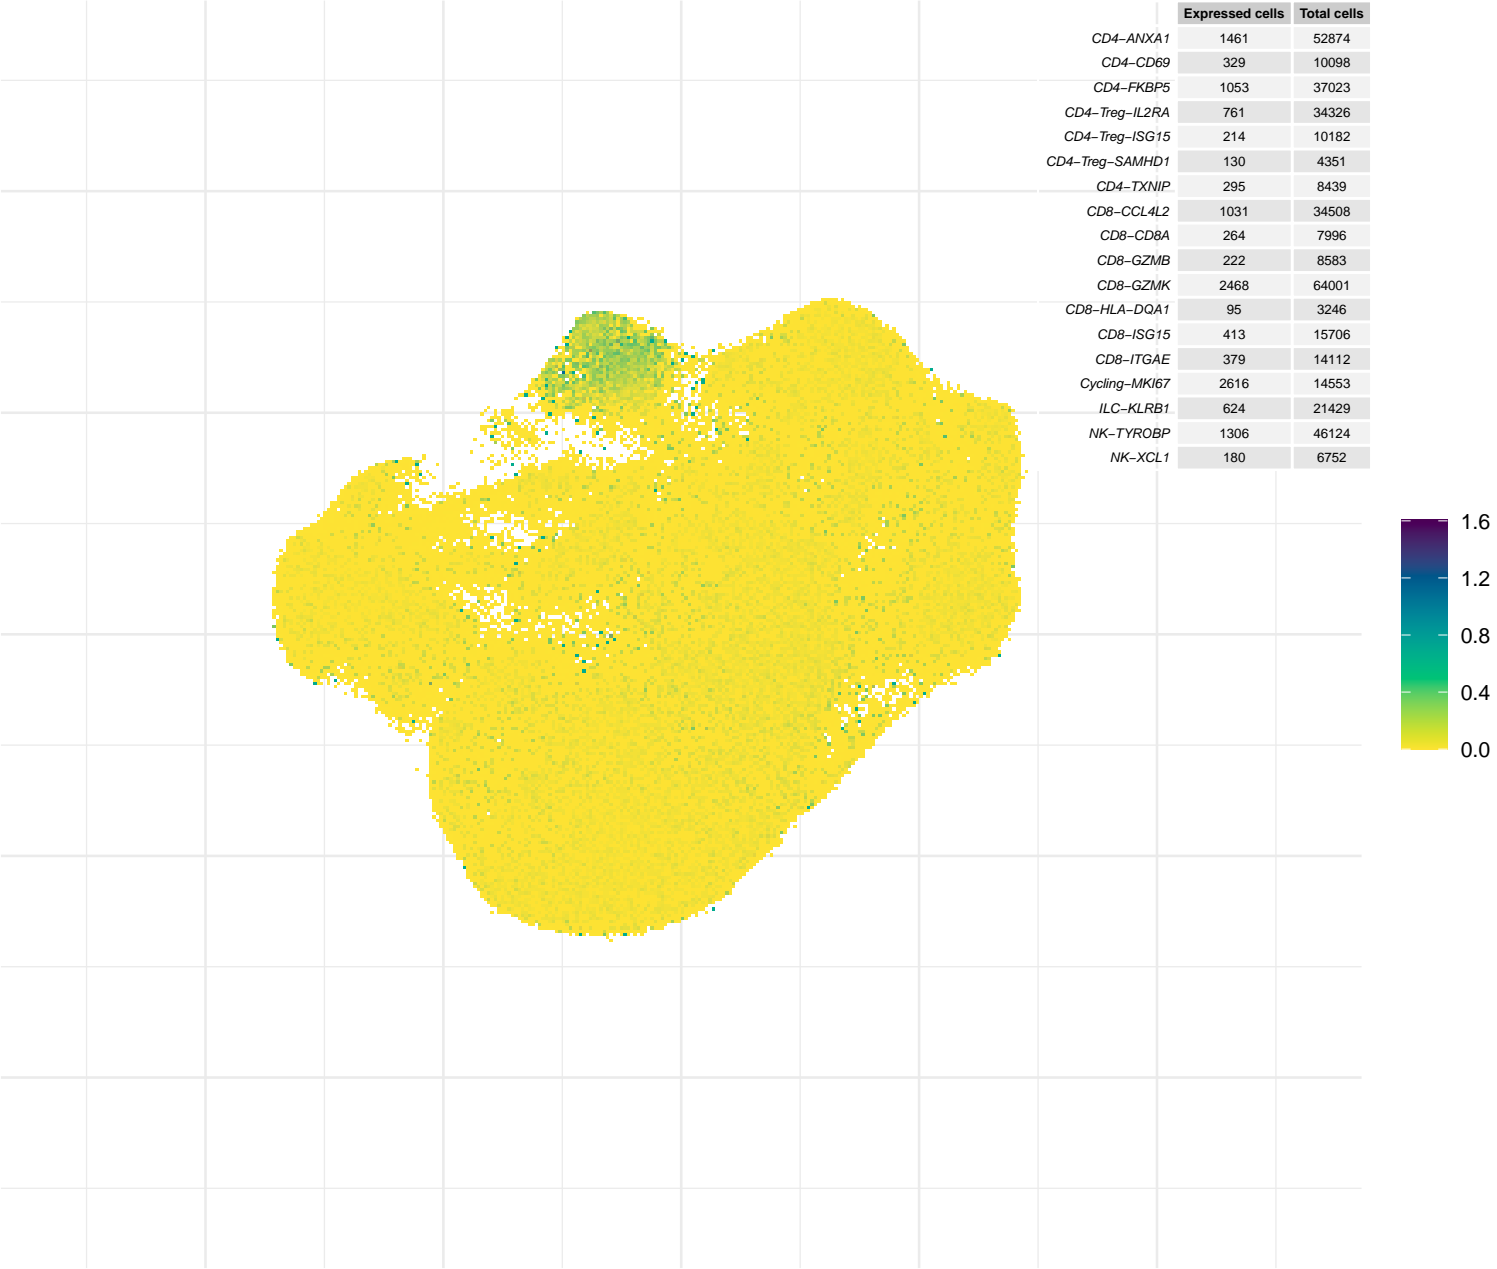 Expressed cells Total cells
CD4−ANXA1 1461 52874
CD4−CD69 329 10098
CD4−FKBP5 1053 37023
CD4−Treg−IL2RA 761 34326
CD4−Treg−ISG15 214 10182
CD4−Treg−SAMHD1 130 4351
CD4−TXNIP 295 8439
CD8−CCL4L2 1031 34508
CD8−CD8A 264 7996
CD8−GZMB 222 8583
CD8−GZMK 2468 64001
CD8−HLA−DQA1 95 3246
CD8−ISG15 413 15706
CD8−ITGAE 379 14112
Cycling−MKI67 2616 14553
ILC−KLRB1 624 21429
NK−TYROBP 1306 46124
NK−XCL1 180 6752
1.6
1.2
0.8
0.4
0.0